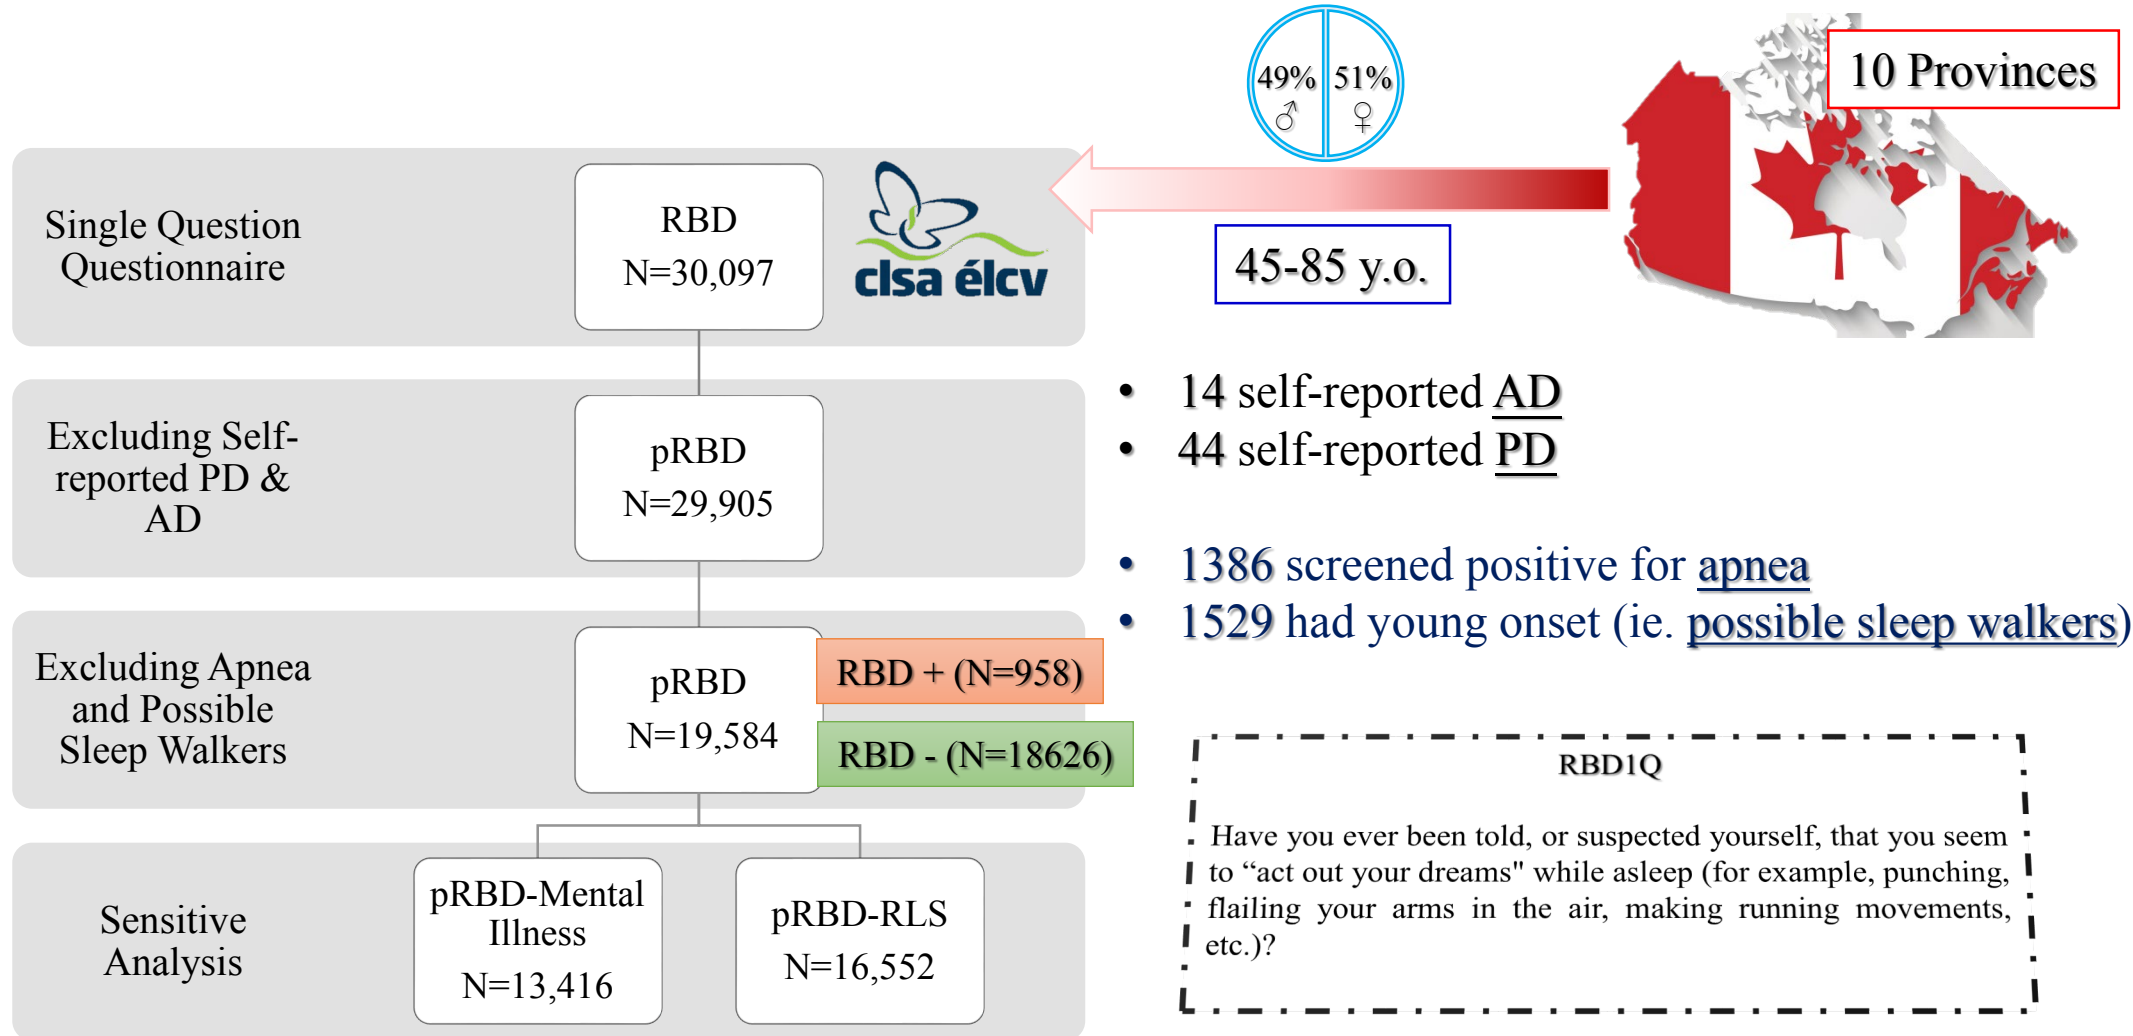 49%
♂
51%
♀
10 Provinces
Single Question
Questionnaire
RBD
N=30,097
clsa élcv
45-85 y.o.
Excluding Self-
reported PD &
AD
pRBD
N=29,905
• 14 self-reported AD
• 44 self-reported PD
• 1386 screened positive for apnea
• 1529 had young onset (ie. possible sleep walkers)
Excluding Apnea
and Possible
Sleep Walkers
pRBD
N=19,584
RBD + (N=958)
RBD - (N=18626)
Sensitive
Analysis
pRBD-Mental
Illness
N=13,416
pRBD-RLS
N=16,552
RBD1Q
Have you ever been told, or suspected yourself, that you seem
to “act out your dreams" while asleep (for example, punching,
flailing your arms in the air, making running movements,
etc.)?